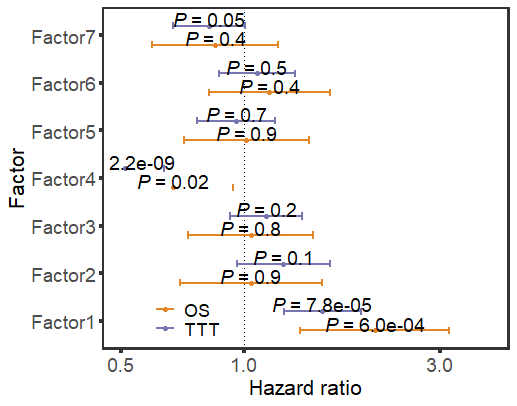 Factor
Factor7
P = 0.05
P = 0.4
Factor6
P = 0.5
P = 0.4
Factor5
P = 0.7
P = 0.9
Factor4
2.2e-09
P = 0.02
Factor3
P = 0.2
P = 0.8
Factor2
P = 0.1
P = 0.9
Factor1
P = 7.8e-05
P = 6.0e-04
OS
TTT
0.5 1.0 3.0
Hazard ratio